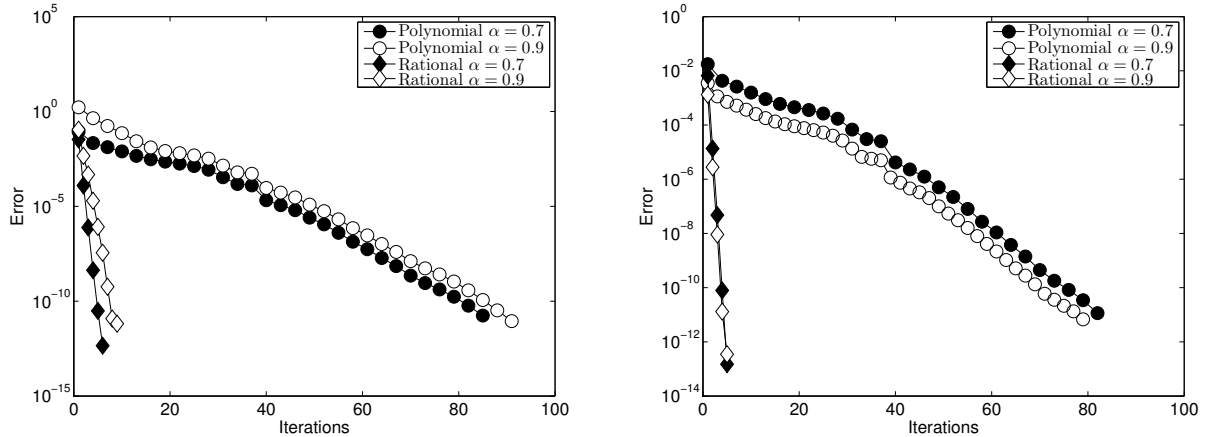 10^5
10^0
10^-5
10^-10
10^-15
Error
0 20 40 60 80 100
Iterations
Polynomial α = 0.7
Polynomial α = 0.9
Rational α = 0.7
Rational α = 0.9
10^0
10^-2
10^-4
10^-6
10^-8
10^-10
10^-12
10^-14
Error
0 20 40 60 80 100
Iterations
Polynomial α = 0.7
Polynomial α = 0.9
Rational α = 0.7
Rational α = 0.9